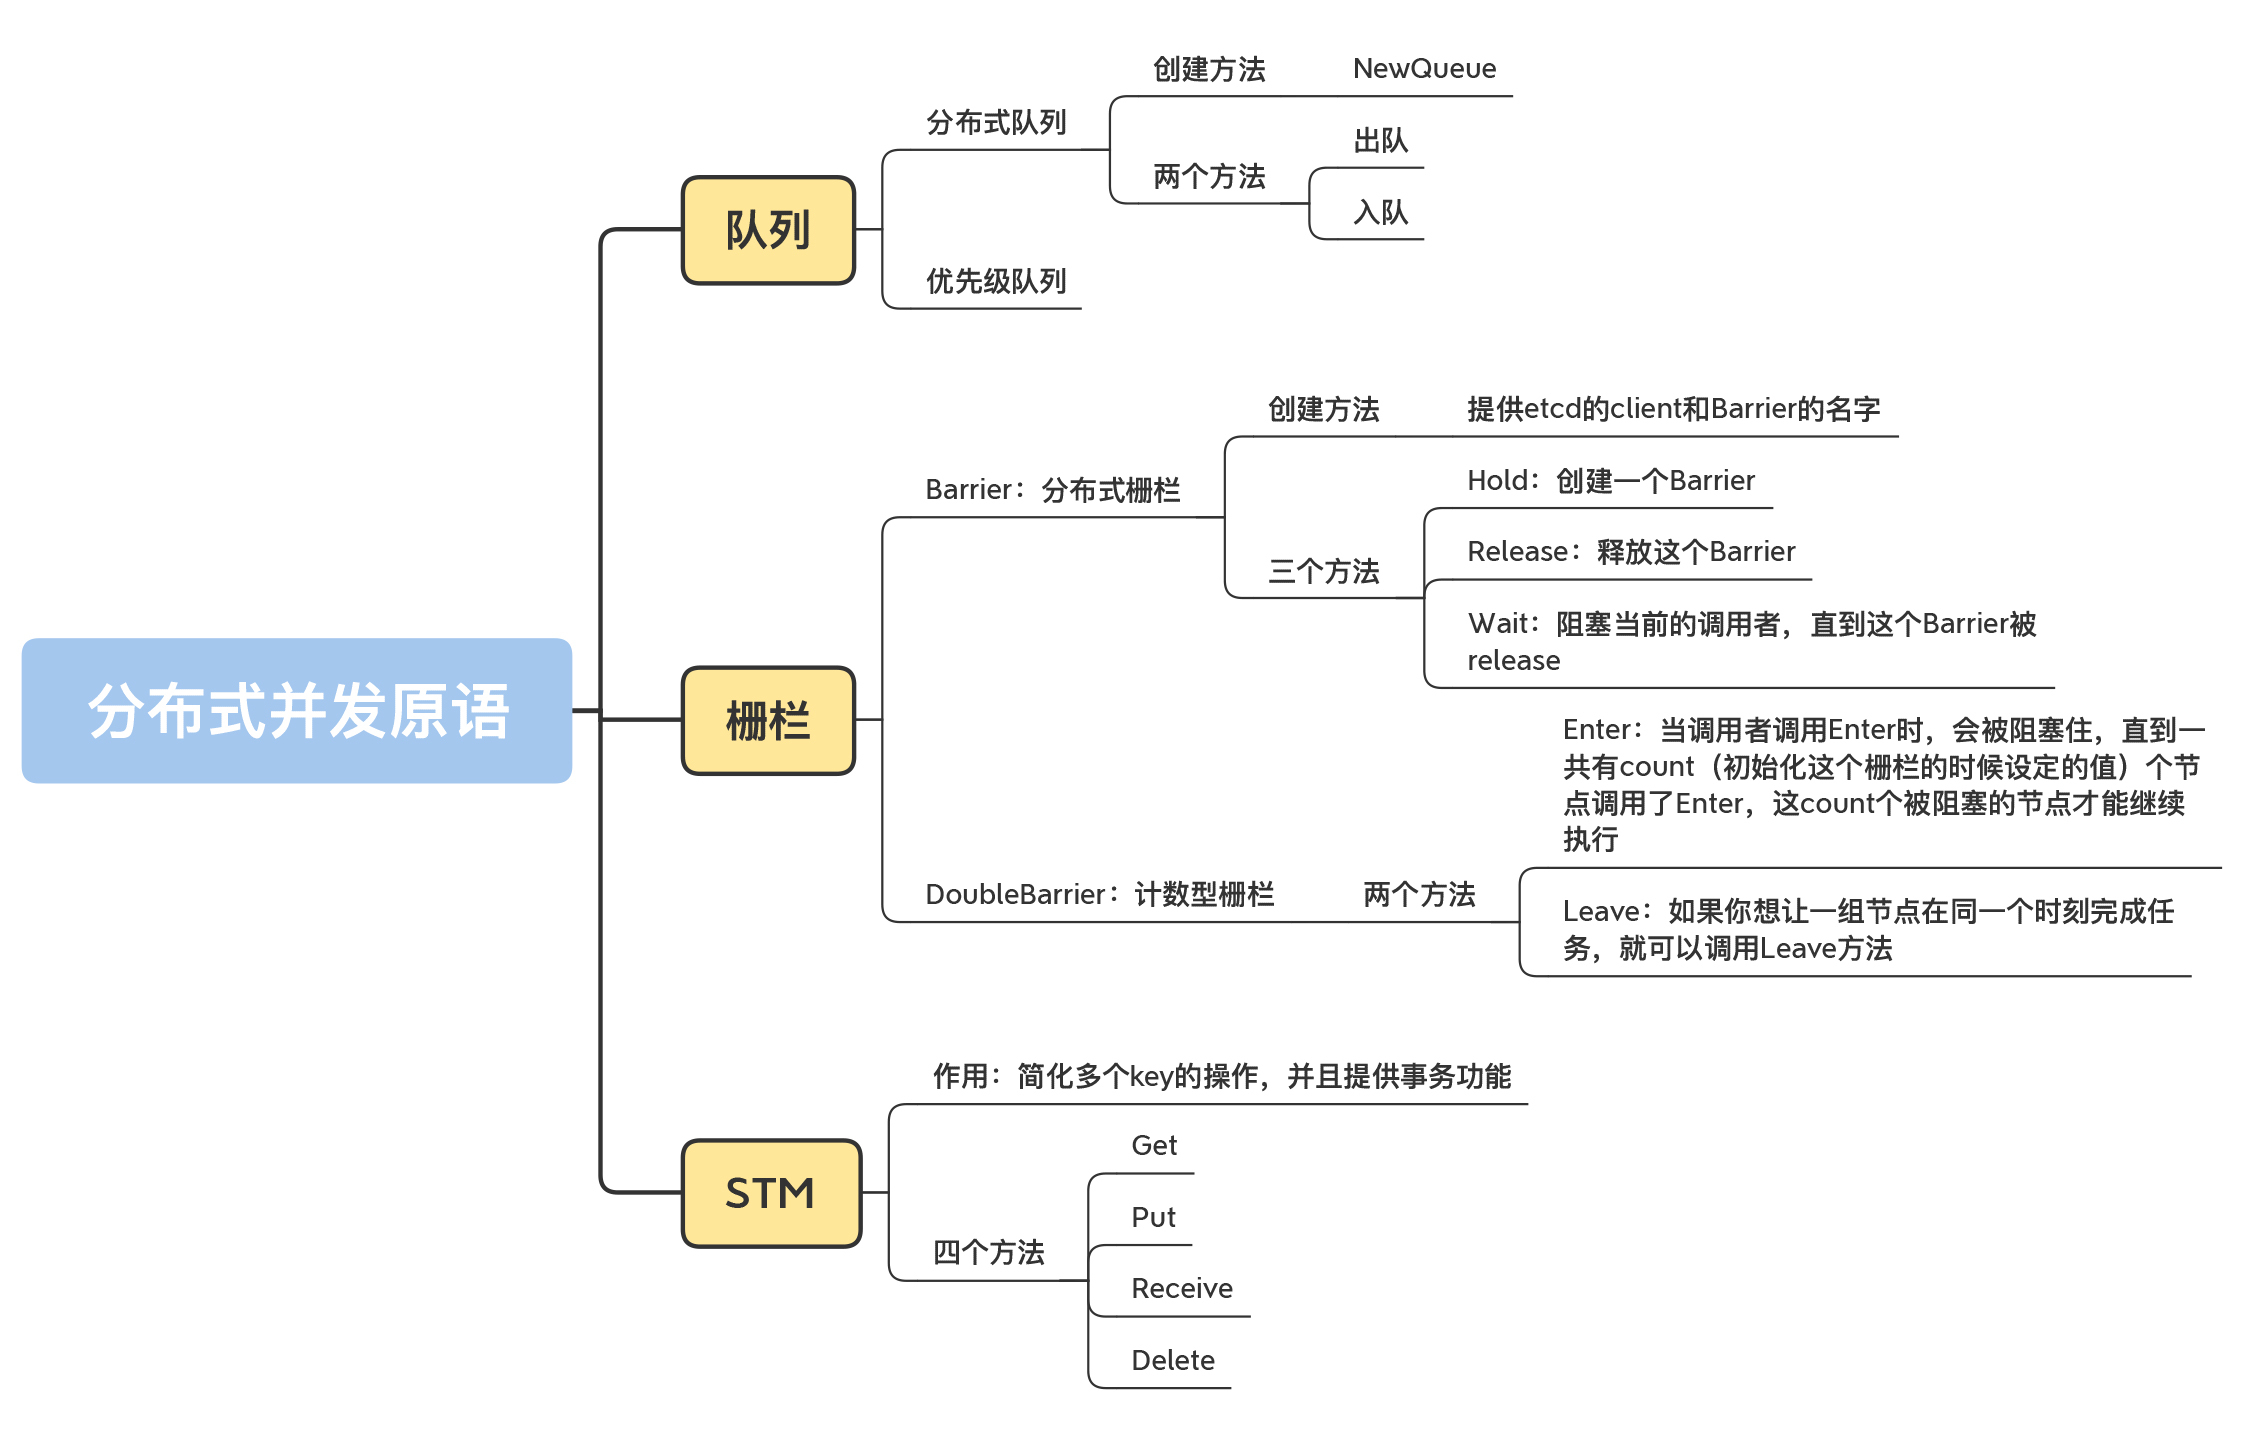 分布式并发原语
队列
分布式队列
创建方法
NewQueue
两个方法
出队
入队
优先级队列
栅栏
Barrier：分布式栅栏
创建方法
提供etcd的client和Barrier的名字
三个方法
Hold：创建一个Barrier
Release：释放这个Barrier
Wait：阻塞当前的调用者，直到这个Barrier被
release
DoubleBarrier：计数型栅栏
两个方法
Enter：当调用者调用Enter时，会被阻塞住，直到一
共有count（初始化这个栅栏的时候设定的值）个节
点调用了Enter，这count个被阻塞的节点才能继续
执行
Leave：如果你想让一组节点在同一个时刻完成任
务，就可以调用Leave方法
STM
作用：简化多个key的操作，并且提供事务功能
四个方法
Get
Put
Receive
Delete